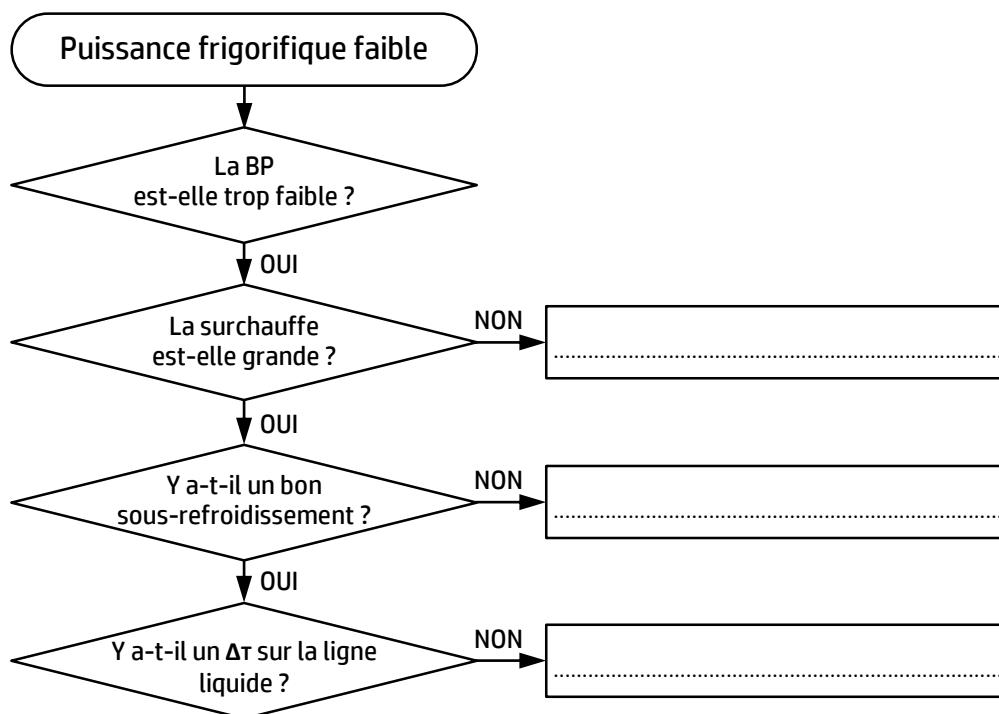 Puissance frigorifique faible
La BP
est-elle trop faible ?
OUI
La surchauffe
est-elle grande ?
NON
..........................................................................................
OUI
Y a-t-il un bon
sous-refroidissement ?
NON
..........................................................................................
OUI
Y a-t-il un ΔT sur la ligne
liquide ?
NON
..........................................................................................